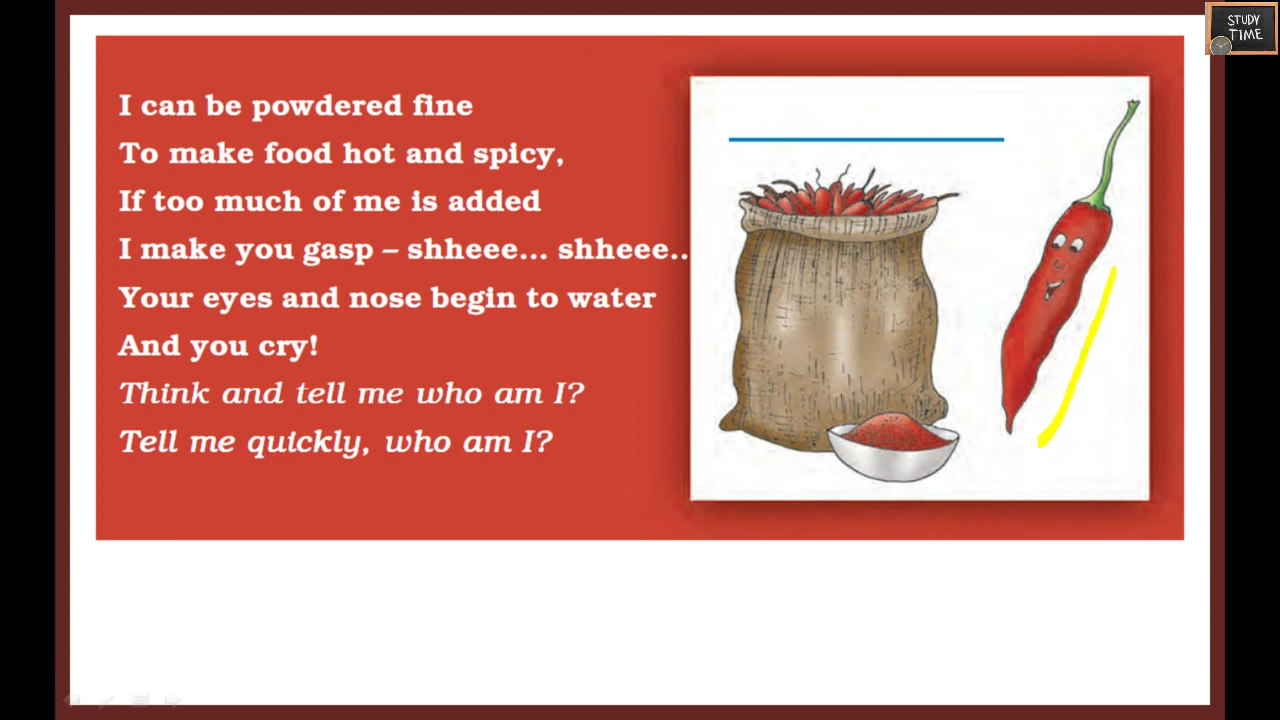 STUDY
TIME
I can be powdered fine
To make food hot and spicy,
If too much of me is added
I make you gasp – shheee... shheee..
Your eyes and nose begin to water
And you cry!
Think and tell me who am I?
Tell me quickly, who am I?